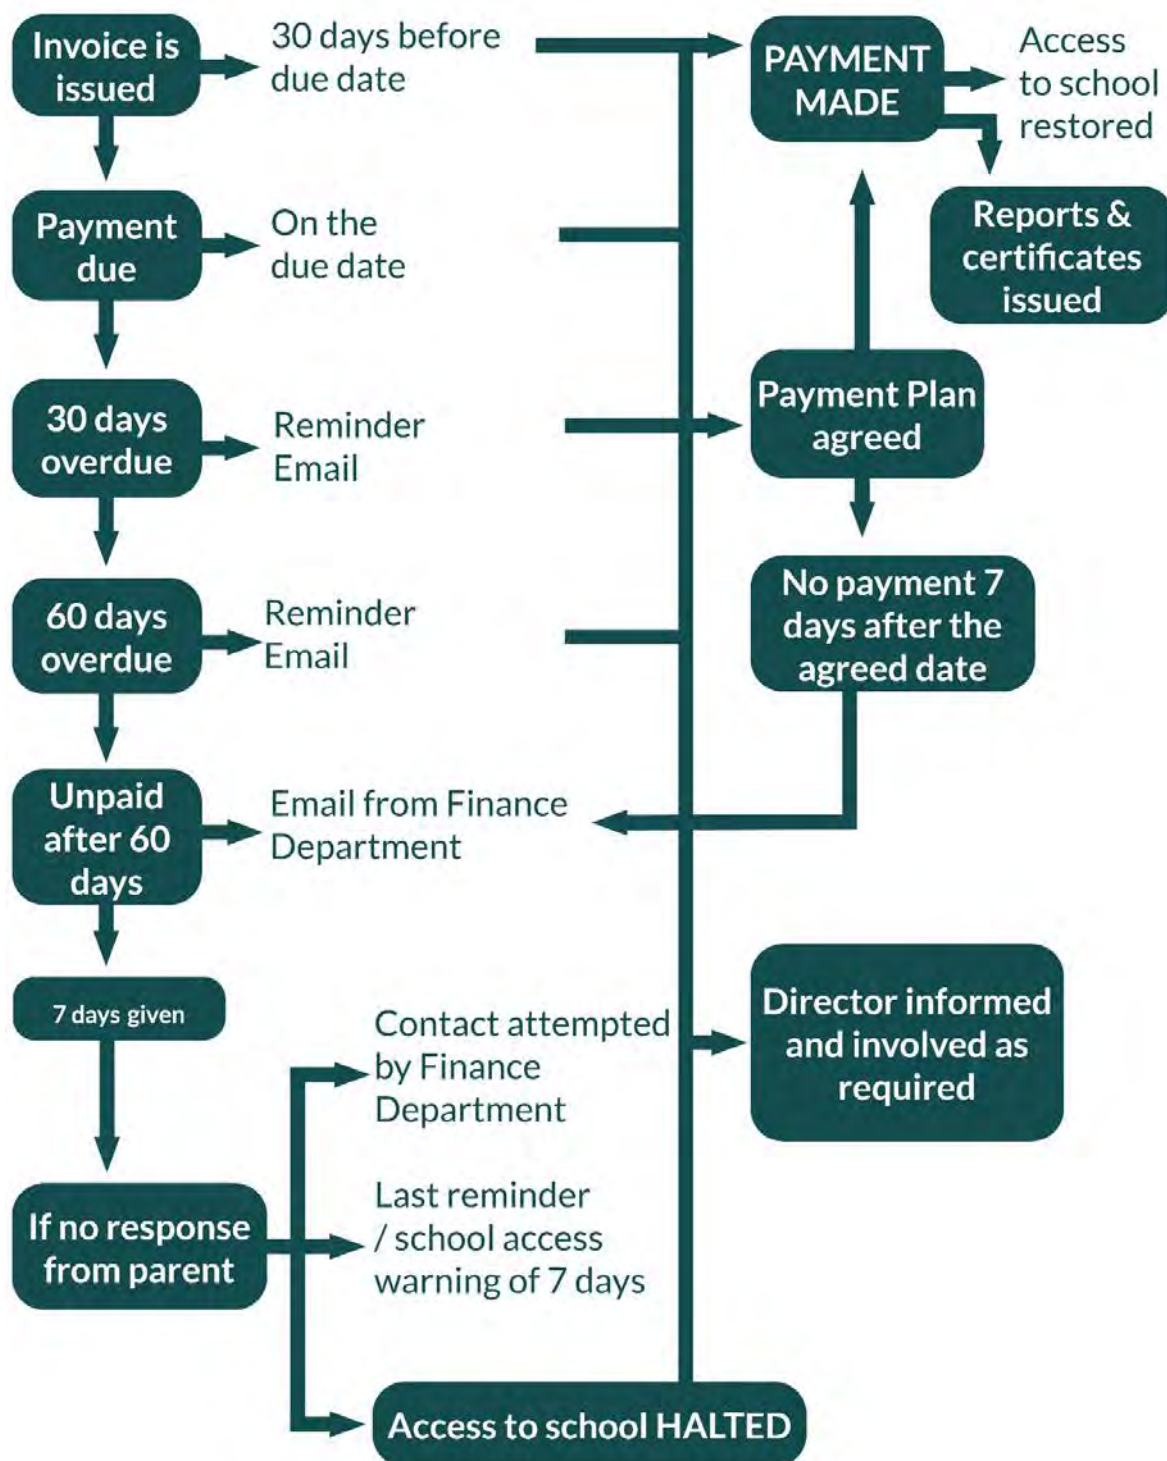 Invoice is
issued
30 days before
due date
PAYMENT
MADE
Access
to school
restored
Reports &
certificates
issued
Payment
due
On the
due date
30 days
overdue
Reminder
Email
Payment Plan
agreed
60 days
overdue
Reminder
Email
No payment 7
days after the
agreed date
Unpaid
after 60
days
Email from Finance
Department
7 days given
Contact attempted
by Finance
Department
Director informed
and involved as
required
If no response
from parent
Last reminder
/ school access
warning of 7 days
Access to school HALTED